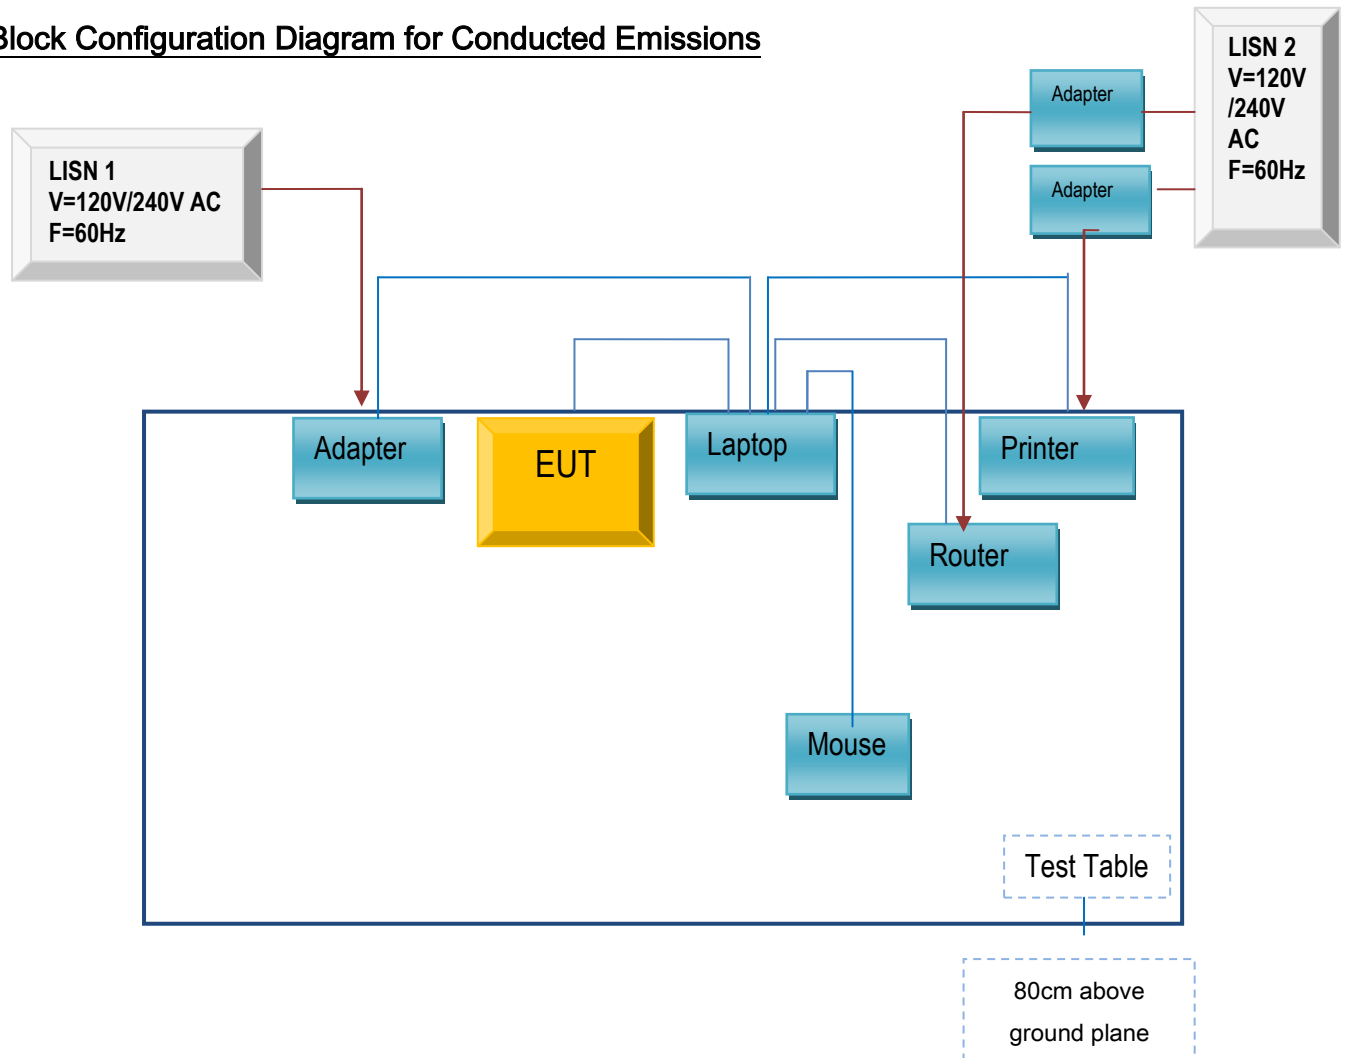 Block Configuration Diagram for Conducted Emissions
LISN 1
V=120V/240V AC
F=60Hz
Adapter
Adapter
LISN 2
V=120V
/240V
AC
F=60Hz
Adapter
EUT
Laptop
Printer
Router
Mouse
Test Table
80cm above
ground plane